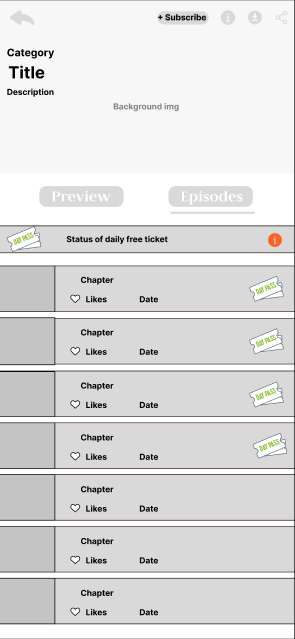 + Subscribe
Category
Title
Description
Background img
Preview Episodes
DAY PASS Status of daily free ticket i
Chapter
Likes Date DAY PASS
Chapter
Likes Date DAY PASS
Chapter
Likes Date DAY PASS
Chapter
Likes Date DAY PASS
Chapter
Likes Date
Chapter
Likes Date
Chapter
Likes Date